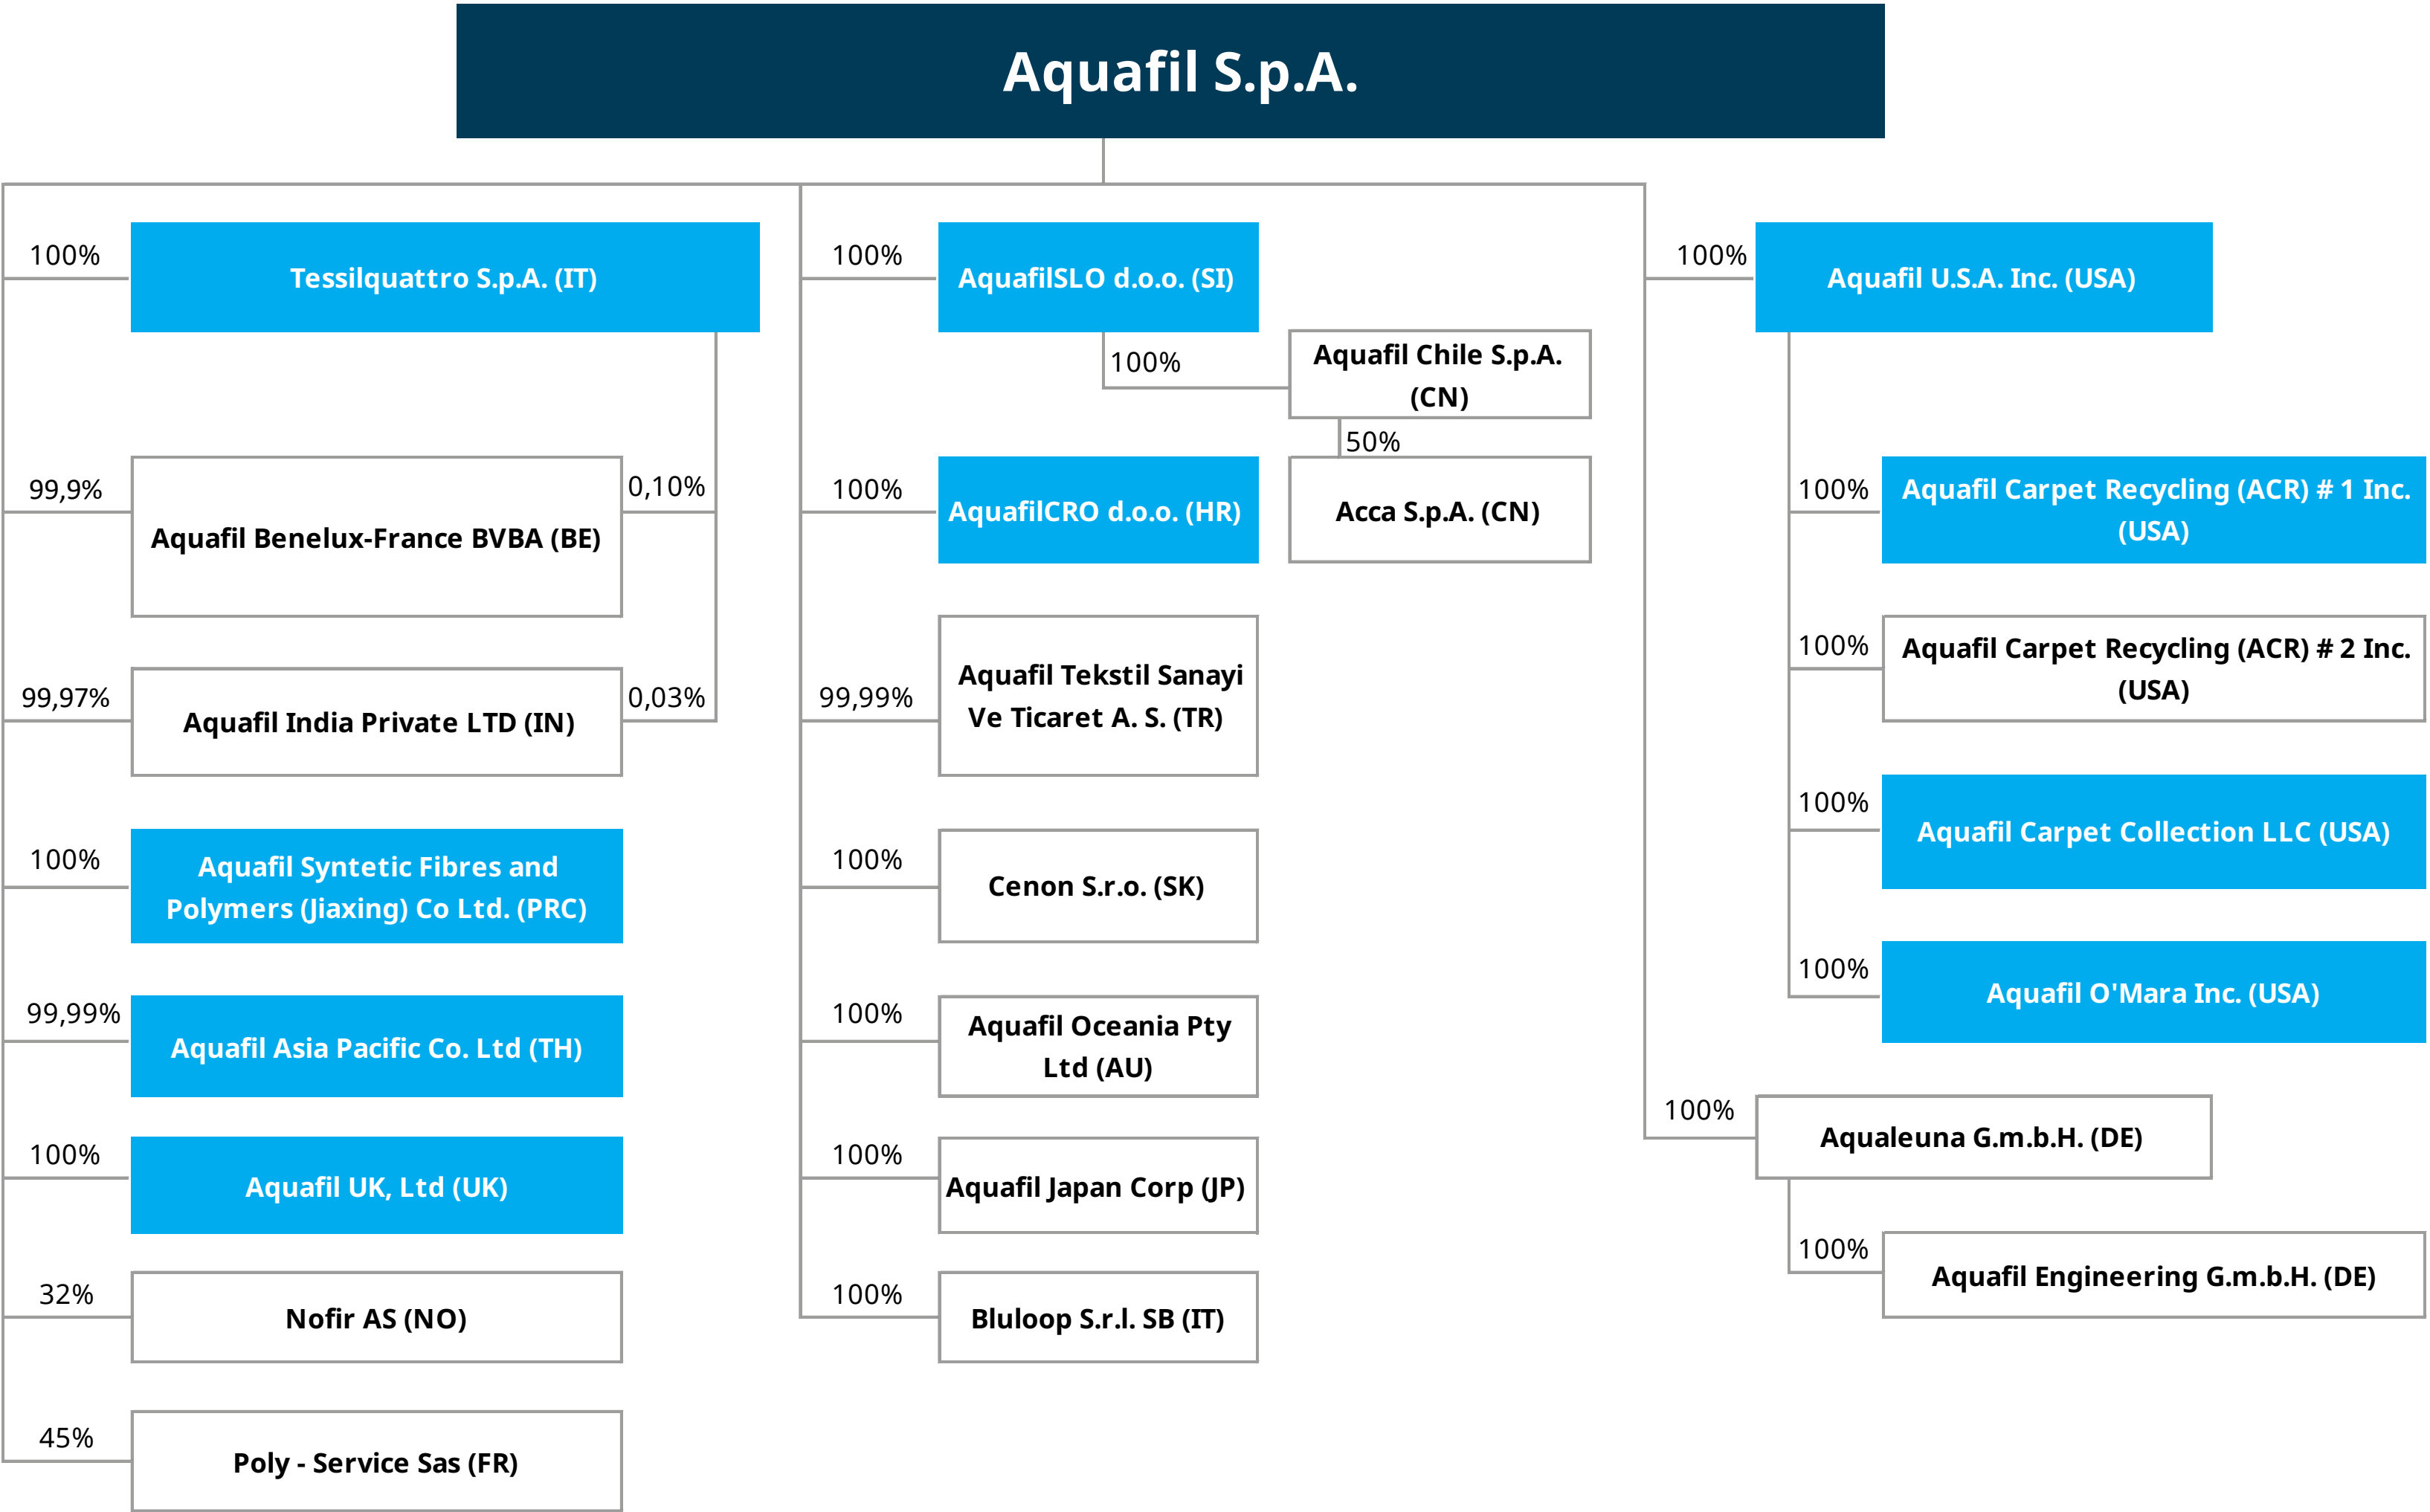 Aquafil S.p.A.
100%
Tessilquattro S.p.A. (IT)
99,9%
Aquafil Benelux-France BVBA (BE)
0,10%
99,97%
Aquafil India Private LTD (IN)
0,03%
100%
Aquafil Syntetic Fibres and
Polymers (Jiaxing) Co Ltd. (PRC)
99,99%
Aquafil Asia Pacific Co. Ltd (TH)
100%
Aquafil UK, Ltd (UK)
32%
Nofir AS (NO)
45%
Poly - Service Sas (FR)
100%
AquafilSLO d.o.o. (SI)
100%
Aquafil Chile S.p.A.
(CN)
50%
Acca S.p.A. (CN)
100%
AquafilCRO d.o.o. (HR)
99,99%
Aquafil Tekstil Sanayi
Ve Ticaret A. S. (TR)
100%
Cenon S.r.o. (SK)
100%
Aquafil Oceania Pty
Ltd (AU)
100%
Aquafil Japan Corp (JP)
100%
Bluloop S.r.l. SB (IT)
100%
Aquafil U.S.A. Inc. (USA)
100%
Aquafil Carpet Recycling (ACR) # 1 Inc.
(USA)
100%
Aquafil Carpet Recycling (ACR) # 2 Inc.
(USA)
100%
Aquafil Carpet Collection LLC (USA)
100%
Aquafil O'Mara Inc. (USA)
100%
Aqualeuna G.m.b.H. (DE)
100%
Aquafil Engineering G.m.b.H. (DE)